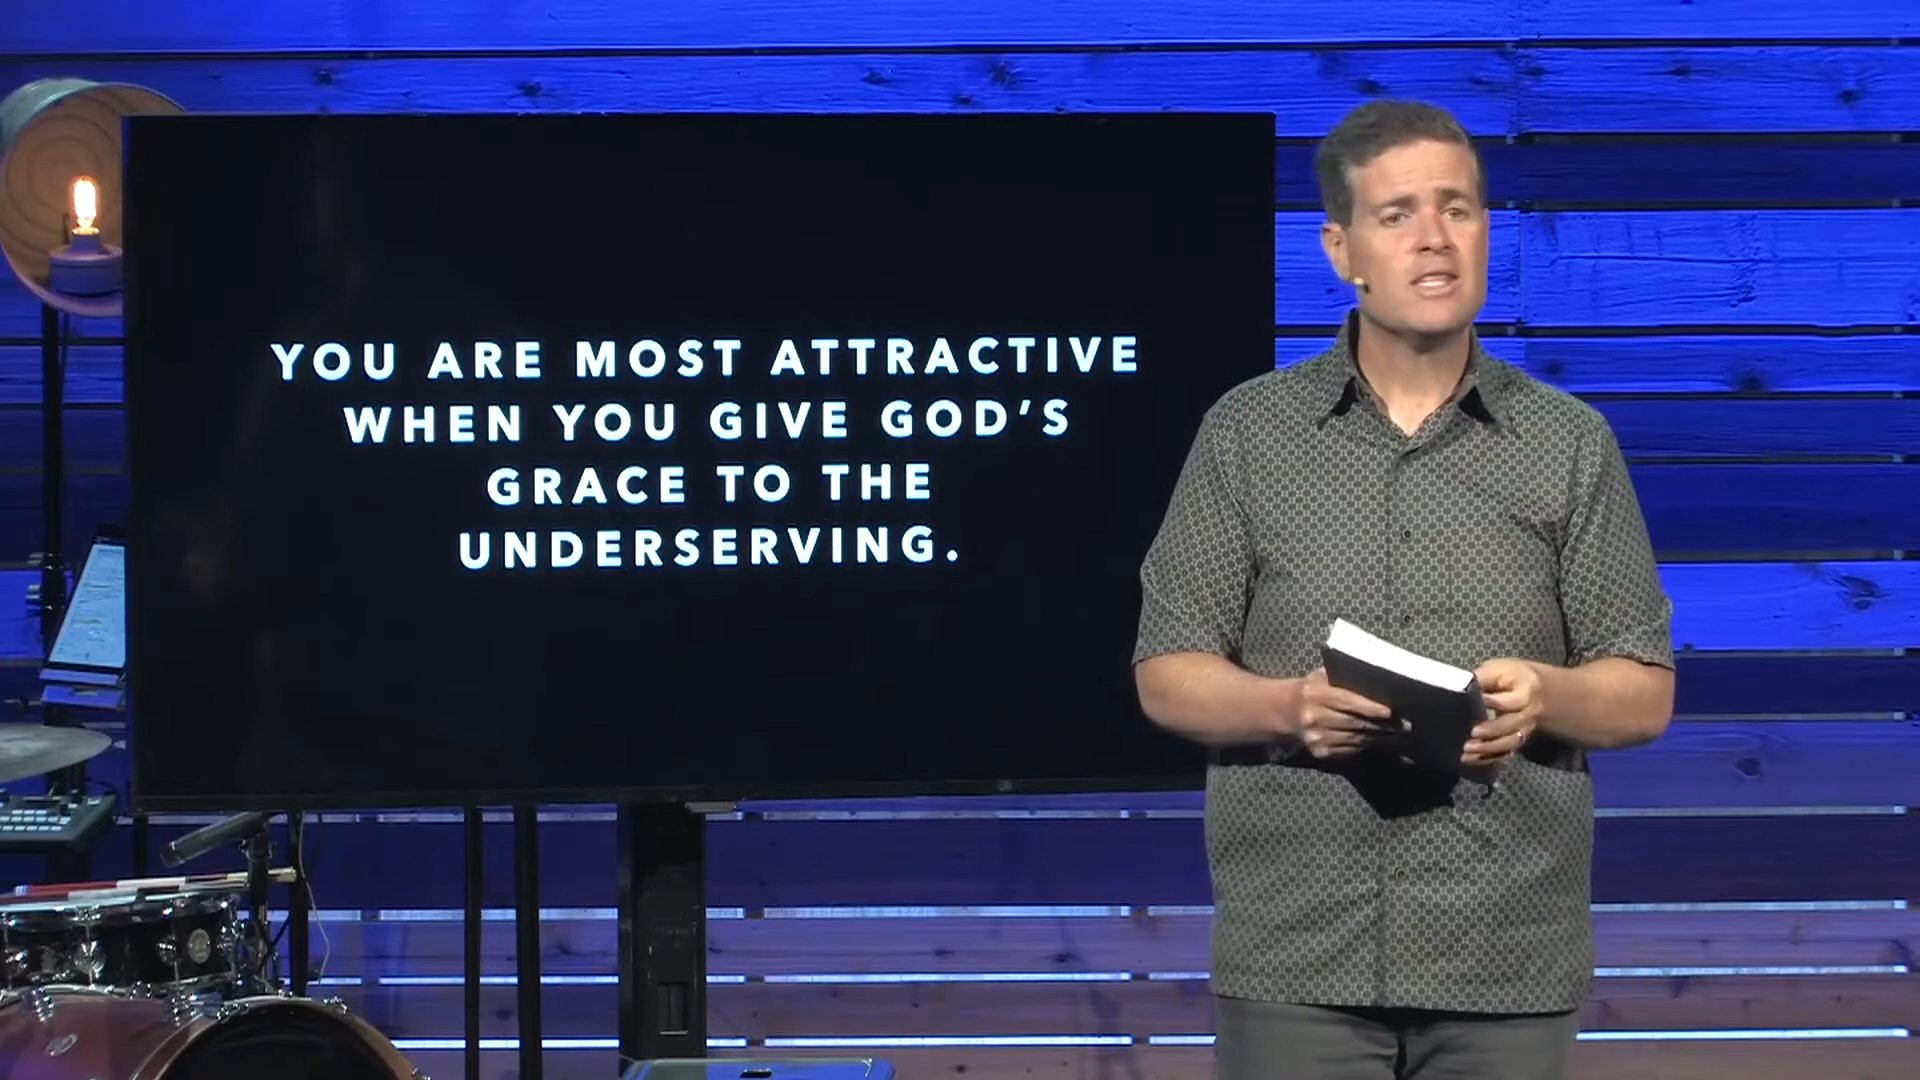 YOU ARE MOST ATTRACTIVE
WHEN YOU GIVE GOD'S
GRACE TO THE
UNDERSERVING.